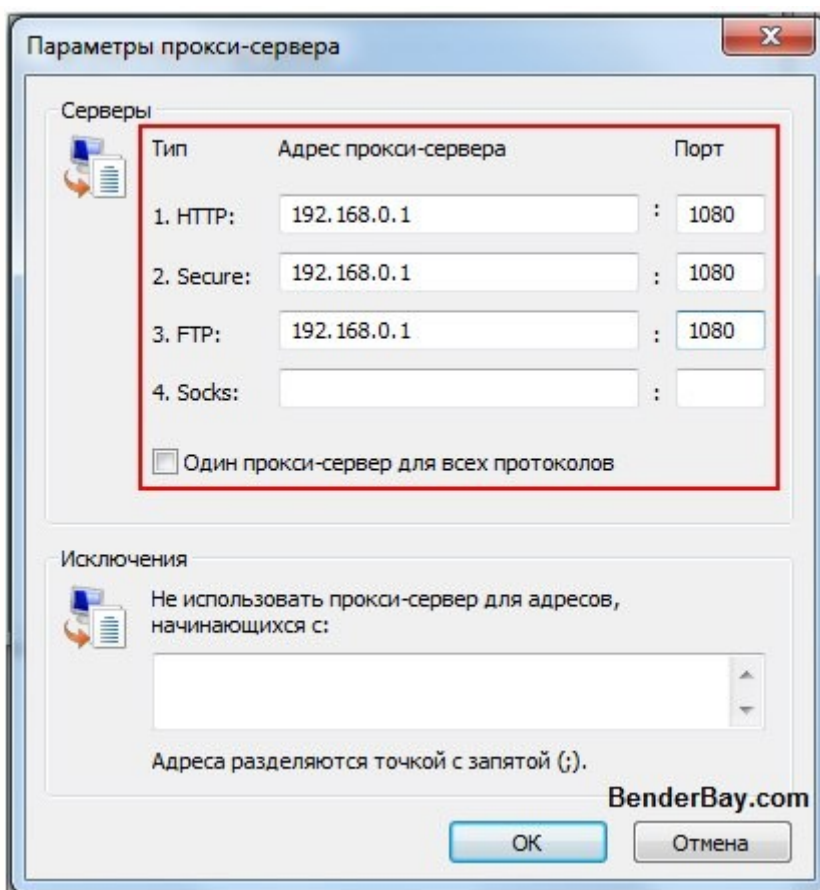 Параметры прокси-сервера
Серверы
Тип Адрес прокси-сервера Порт
1. HTTP: 192.168.0.1 : 1080
2. Secure: 192.168.0.1 : 1080
3. FTP: 192.168.0.1 : 1080
4. Socks: :
Один прокси-сервер для всех протоколов
Исключения
Не использовать прокси-сервер для адресов,
начинающихся с:
Адреса разделяются точкой с запятой (;).
BenderBay.com
OK Отмена